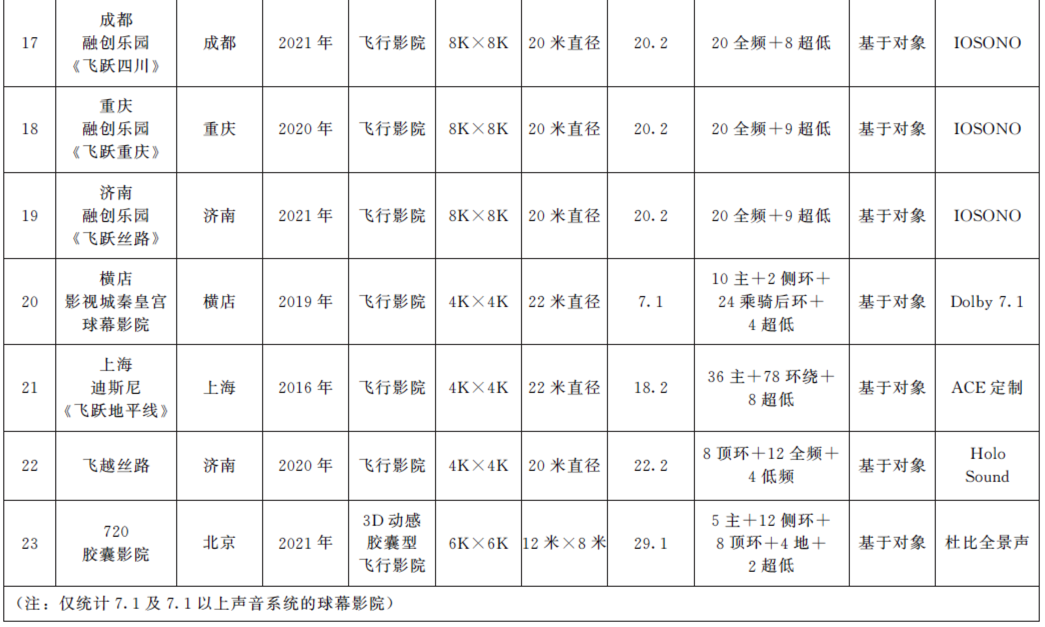 17 成都 融创乐园 《飞跃四川》 成都 2021 年 飞行影院 8K×8K 20 米直径 20.2 20 全频＋8 超低 基于对象 IOSONO
18 重庆 融创乐园 《飞跃重庆》 重庆 2020 年 飞行影院 8K×8K 20 米直径 20.2 20 全频＋9 超低 基于对象 IOSONO
19 济南 融创乐园 《飞跃丝路》 济南 2021 年 飞行影院 8K×8K 20 米直径 20.2 20 全频＋9 超低 基于对象 IOSONO
20 横店 影视城秦皇宫 球幕影院 横店 2019 年 飞行影院 4K×4K 22 米直径 7.1 10 主＋2 侧环＋ 24 乘骑后环＋ 4 超低 基于对象 Dolby 7.1
21 上海 迪斯尼 《飞跃地平线》 上海 2016 年 飞行影院 4K×4K 22 米直径 18.2 36 主＋78 环绕＋ 8 超低 基于对象 ACE 定制
22 飞越丝路 济南 2020 年 飞行影院 4K×4K 20 米直径 22.2 8 顶环＋12 全频＋ 4 低频 基于对象 Holo Sound
23 720 胶囊影院 北京 2021 年 3D 动感 胶囊型 飞行影院 6K×6K 12 米×8 米 29.1 5 主＋12 侧环＋ 8 顶环＋4 地＋ 2 超低 基于对象 杜比全景声
（注：仅统计 7.1 及 7.1 以上声音系统的球幕影院）